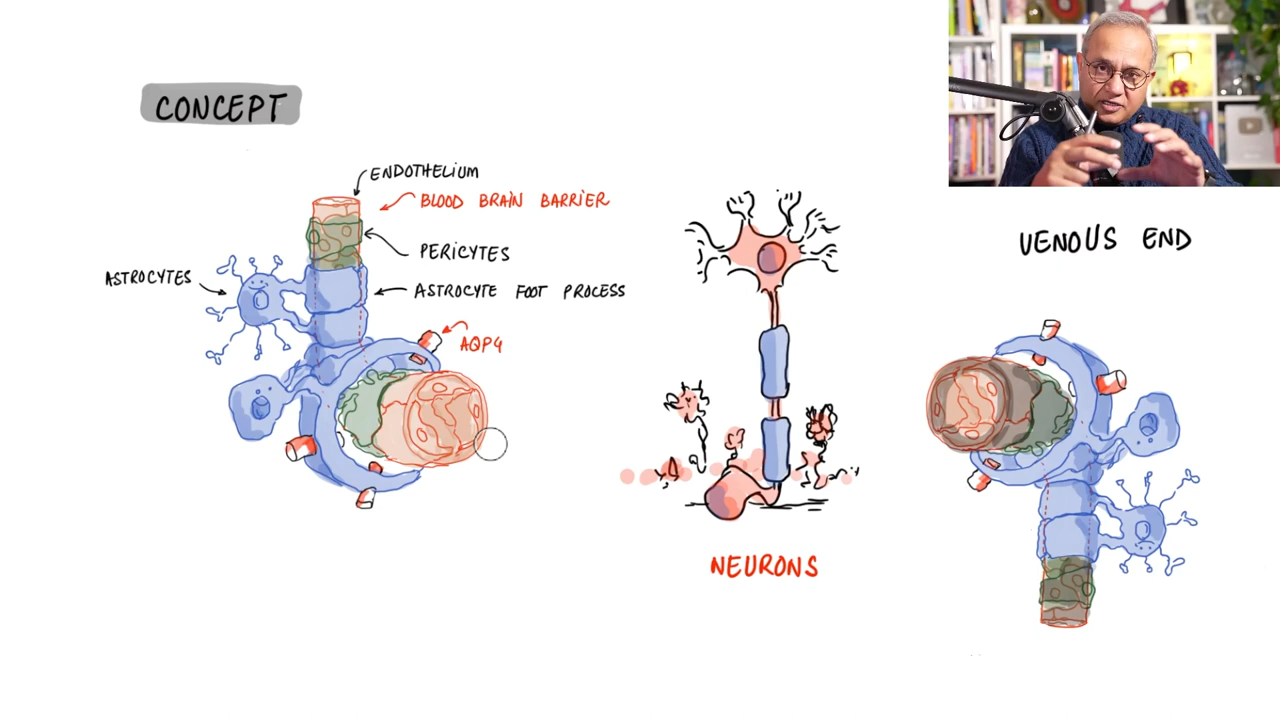 CONCEPT
ENDOTHELIUM
BLOOD BRAIN BARRIER
PERICYTES
ASTROCYTES
ASTROCYTE FOOT PROCESS
AQP4
NEURONS
VENOUS END